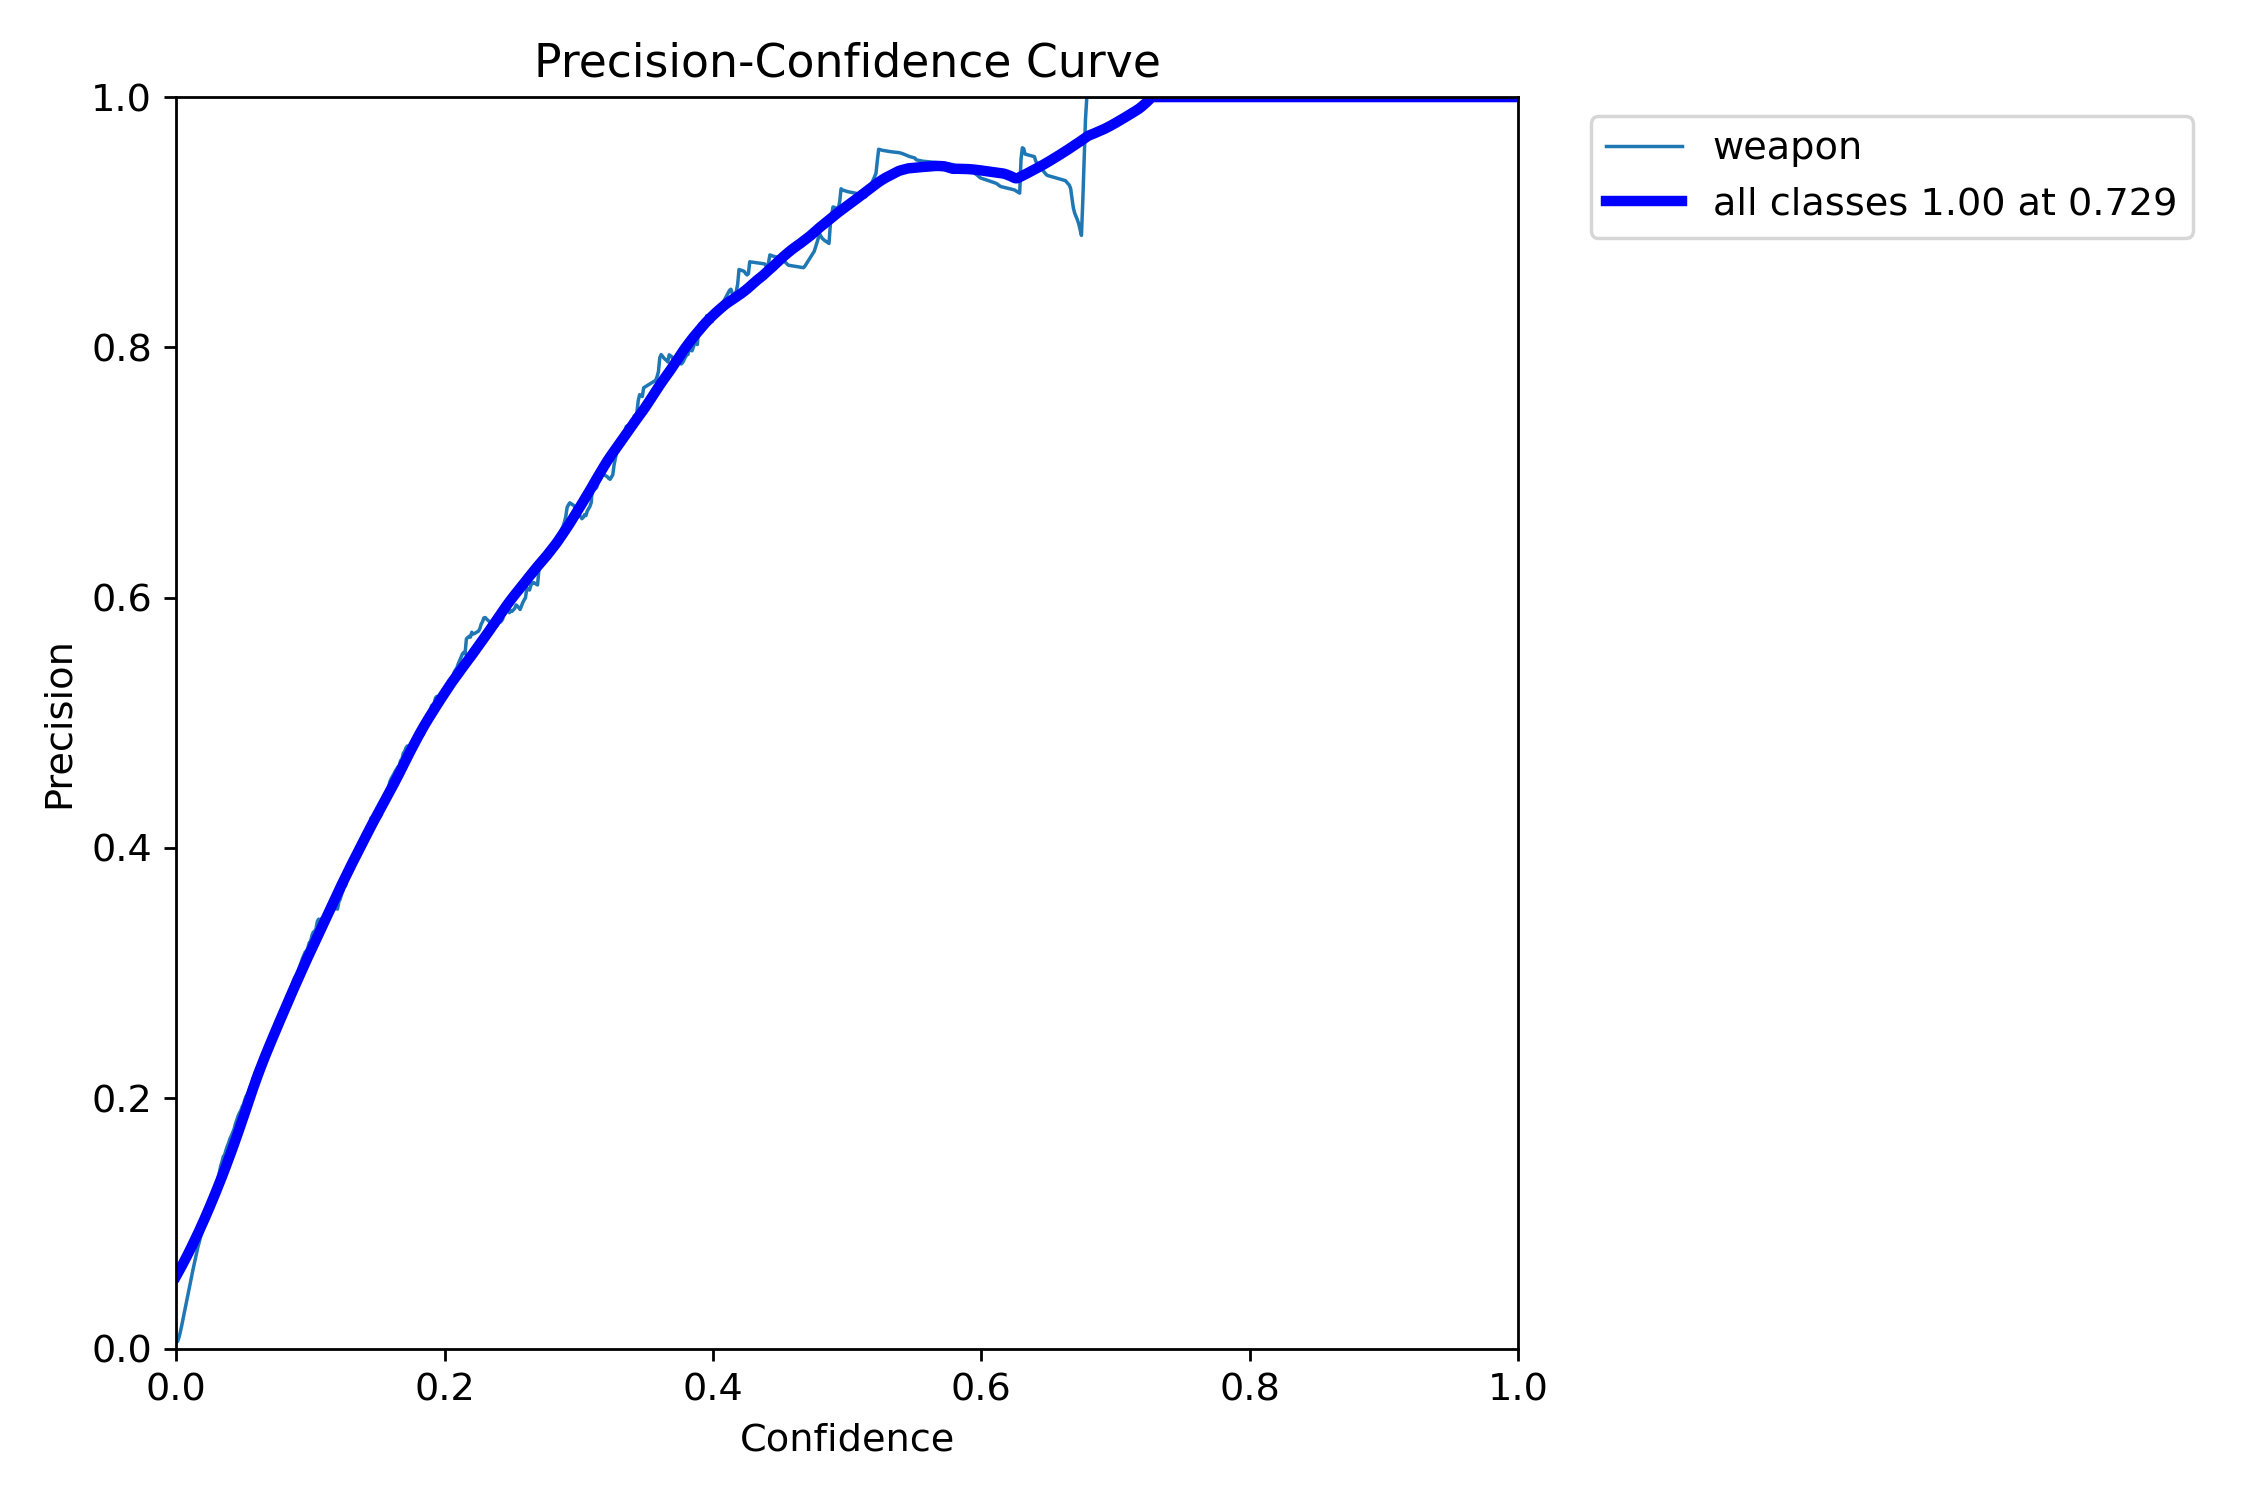 Precision-Confidence Curve
1.0
0.8
0.6
0.4
0.2
0.0
Precision
0.0 0.2 0.4 0.6 0.8 1.0
Confidence
weapon
all classes 1.00 at 0.729